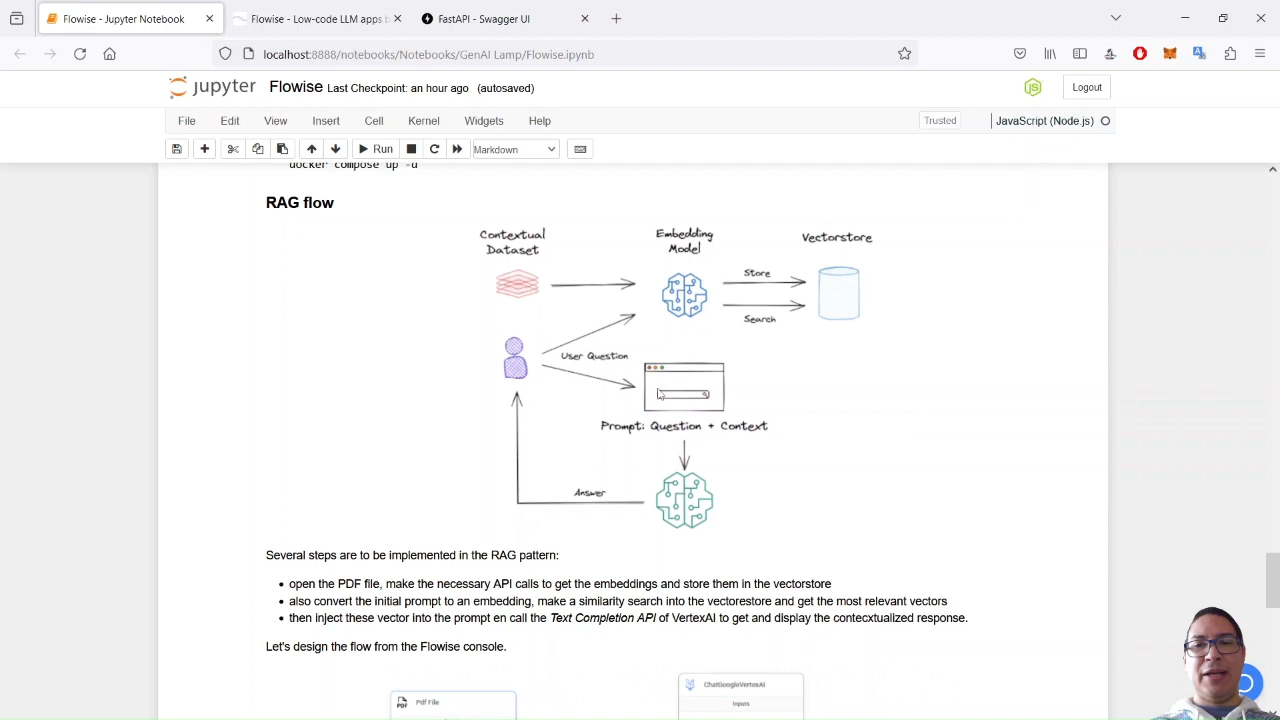 Flowise - Jupyter Notebook
Flowise - Low-code LLM apps b
FastAPI - Swagger UI
localhost:8888/notebooks/Notebooks/GenAI Lamp/Flowise.ipynb
jupyter Flowise Last Checkpoint: an hour ago (autosaved)
Logout
File Edit View Insert Cell Kernel Widgets Help
Trusted
JavaScript (Node.js)
Run
Markdown
docker compose up -d
RAG flow
Contextual
Dataset
Embedding
Model
Vectorstore
Store
Search
User Question
Prompt: Question + Context
Answer
Several steps are to be implemented in the RAG pattern:
open the PDF file, make the necessary API calls to get the embeddings and store them in the vectorstore
also convert the initial prompt to an embedding, make a similarity search into the vectorestore and get the most relevant vectors
then inject these vector into the prompt en call the Text Completion API of VertexAI to get and display the contecxtualized response.
Let's design the flow from the Flowise console.
PDF Pdf File
ChatGoogleVertexAI
Inputs